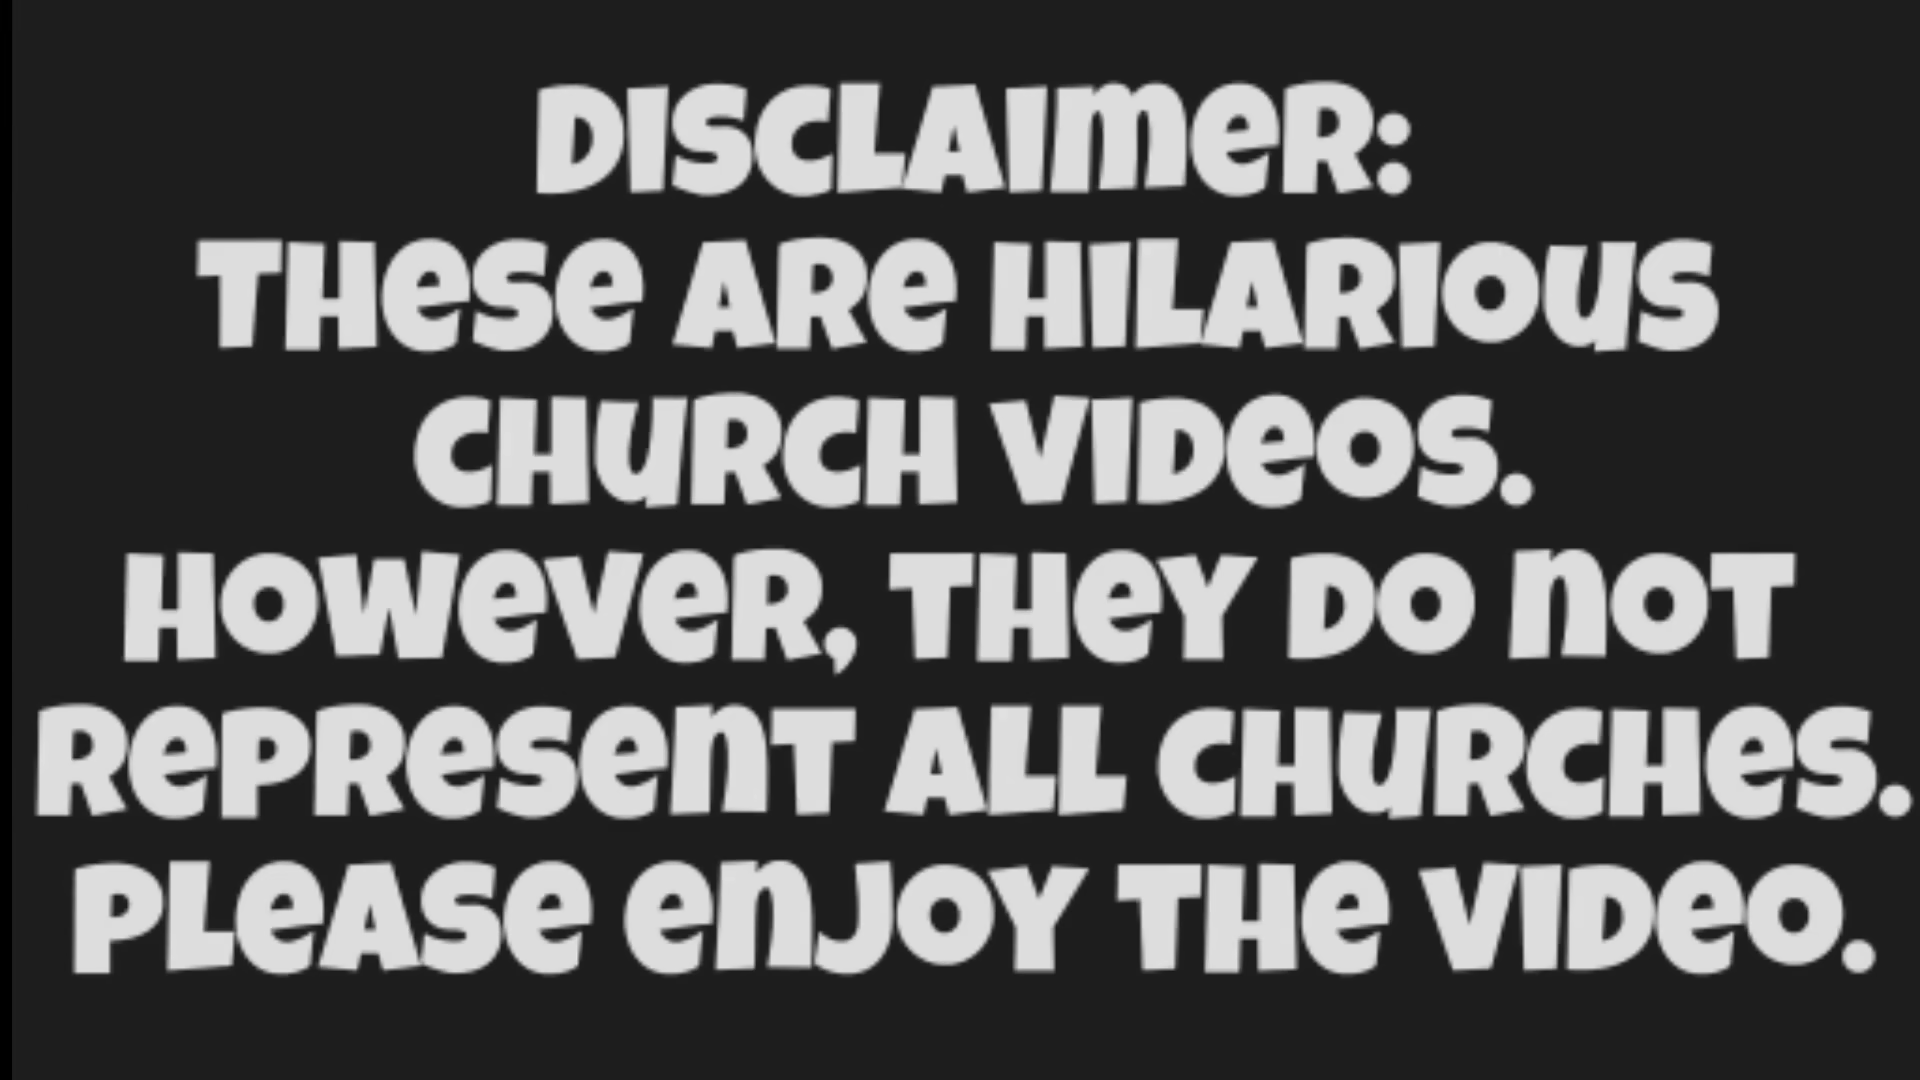 DISCLAIMER:
THESE ARE HILARIOUS
CHURCH VIDEOS.
HOWEVER, THEY DO NOT
REPRESENT ALL CHURCHES.
PLEASE ENJOY THE VIDEO.